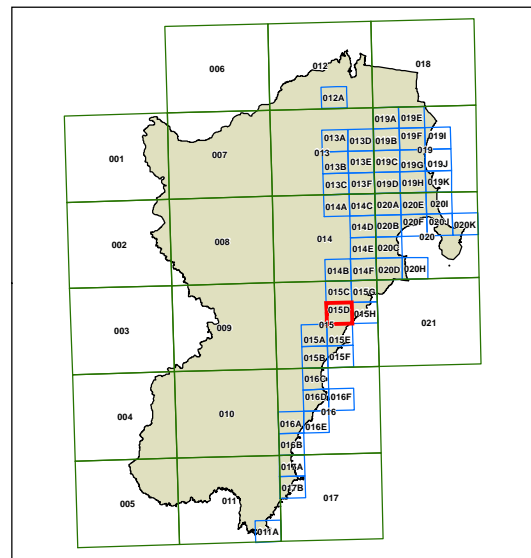 018
012
006
012A
019A 019E
013A 013D 019B 019F 019I
001 007 013 019
013B 013E 019C 019G 019J
013C 013F 019D 019H 019K
014A 014C 020A 020E 020I
014D 020B 020F 020J 020K
002 008 014 020
014E 020C
014B 014F 020D 020H
015C 015G
015D 015H
003 009 015 021
015A 015E
015B 015F
016C
016D 016F
004 010 016
016A 016E
016B
017A
017B
005 011 017
011A